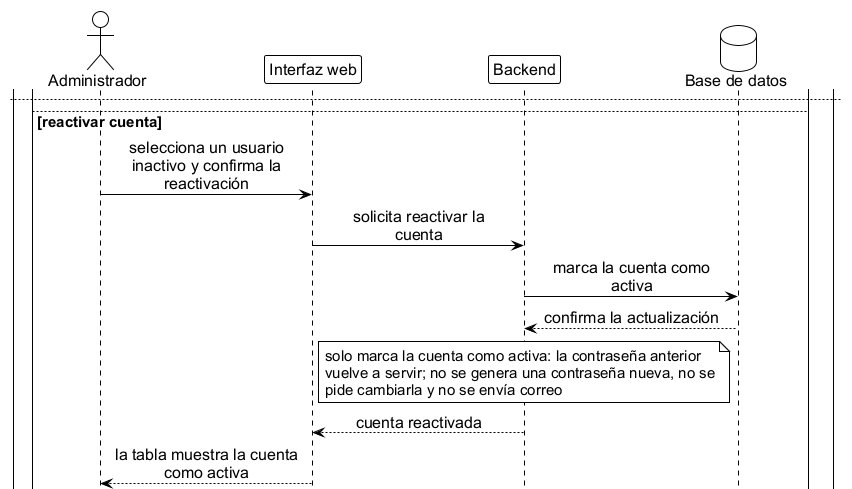 Administrador
Interfaz web
Backend
Base de datos
[reactivar cuenta]
selecciona un usuario
inactivo y confirma la
reactivación
solicita reactivar la
cuenta
marca la cuenta como
activa
confirma la actualización
solo marca la cuenta como activa: la contraseña anterior
vuelve a servir; no se genera una contraseña nueva, no se
pide cambiarla y no se envía correo
cuenta reactivada
la tabla muestra la cuenta
como activa